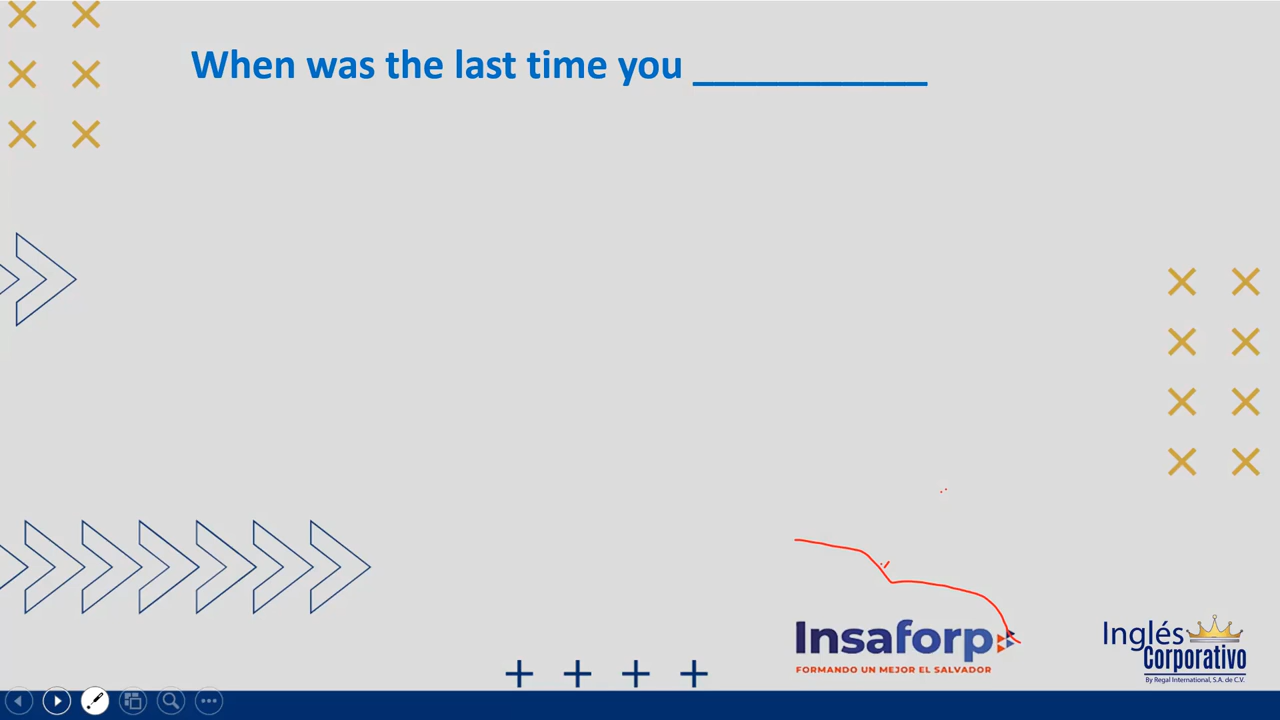 When was the last time you ___________
Insaforp
FORMANDO UN MEJOR EL SALVADOR
Inglés
Corporativo
By Regal International, S.A. de C.V.